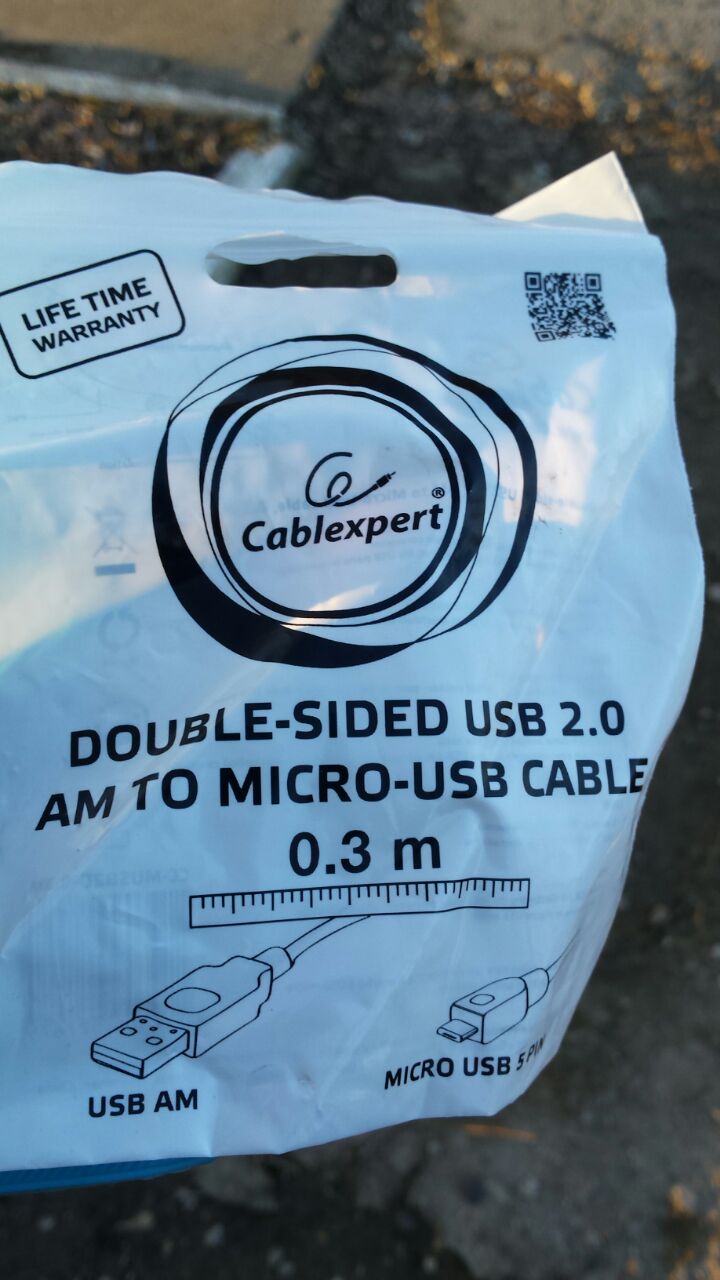 LIFE TIME
WARRANTY
Cablexpert®
DOUBLE-SIDED USB 2.0
AM TO MICRO-USB CABLE
0.3 m
USB AM
MICRO USB 5 PIN